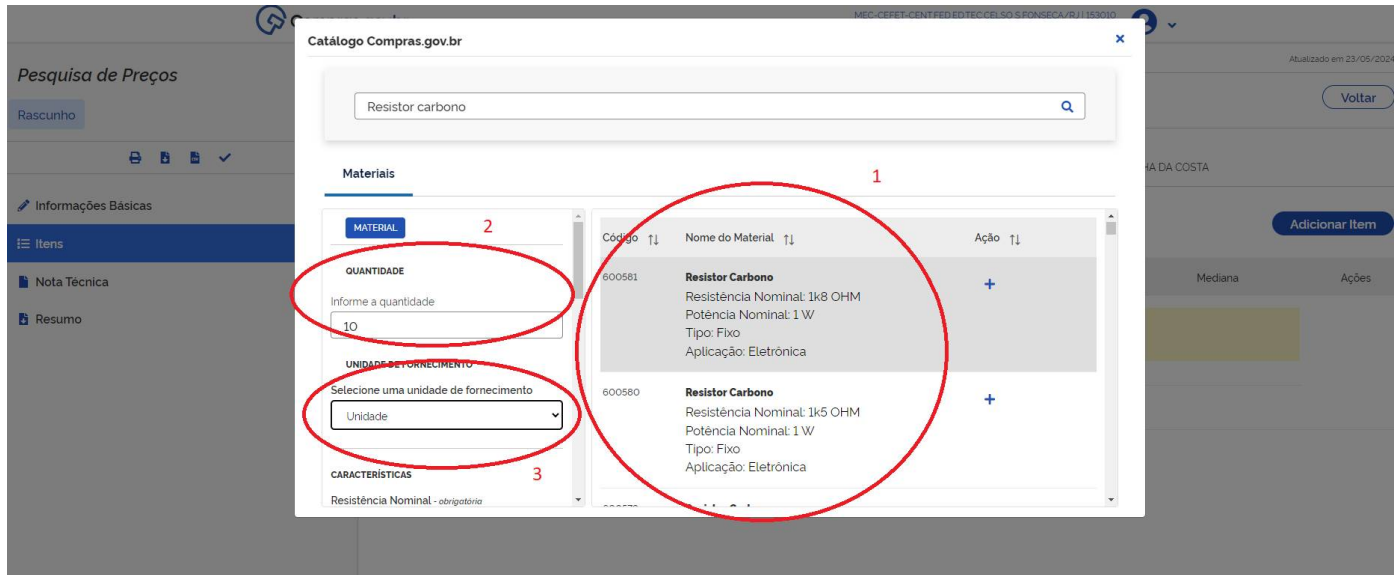 MEC-CEFET-CENT.FED.ED.TEC.CELSO S.FONSECA/RJ | 153010
Catálogo Compras.gov.br
×
Atualizado em 23/05/2024
Pesquisa de Preços
Rascunho
Voltar
Resistor carbono
HA DA COSTA
Materiais
1
Informações Básicas
Itens
Nota Técnica
Resumo
Adicionar Item
Mediana
Ações
MATERIAL
2
QUANTIDADE
Informe a quantidade
10
UNIDADE DE FORNECIMENTO
Selecione uma unidade de fornecimento
Unidade
CARACTERÍSTICAS
3
Resistência Nominal - obrigatória
Código ↑↓ Nome do Material ↑↓ Ação ↑↓
600581 Resistor Carbono +
Resistência Nominal: 1k8 OHM
Potência Nominal: 1 W
Tipo: Fixo
Aplicação: Eletrônica
600580 Resistor Carbono +
Resistência Nominal: 1k5 OHM
Potência Nominal: 1 W
Tipo: Fixo
Aplicação: Eletrônica